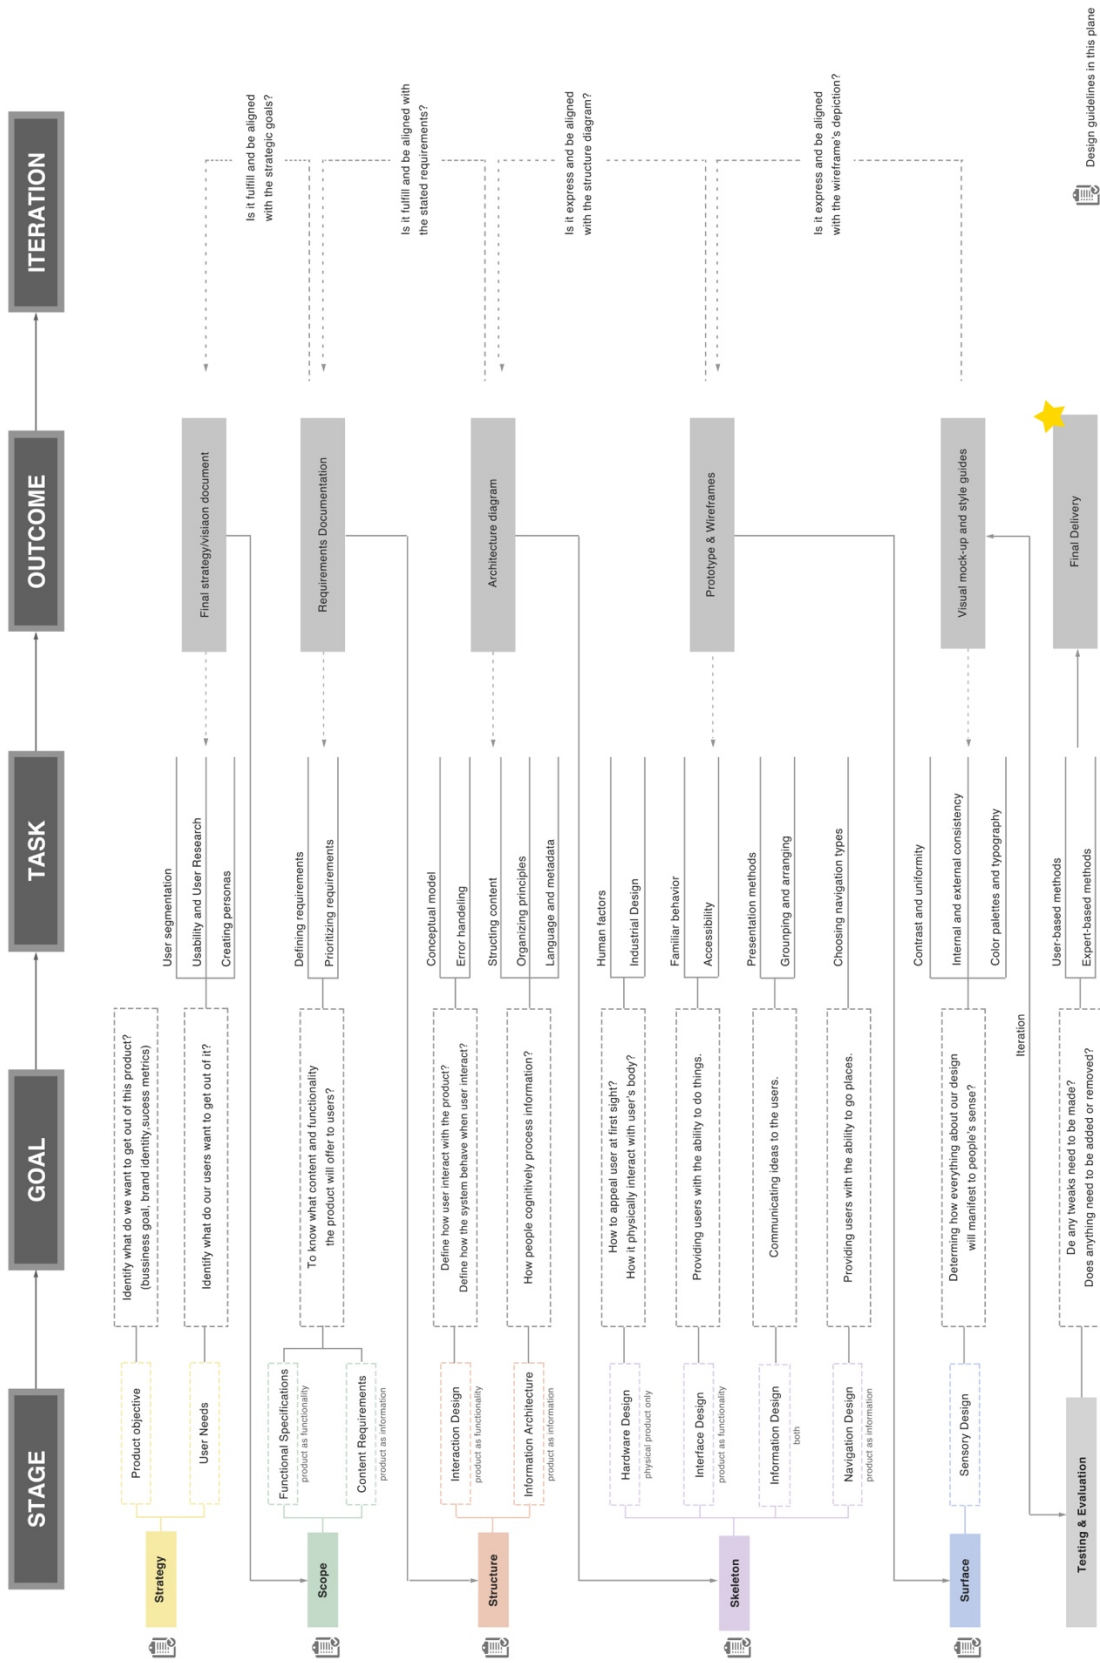 STAGE
GOAL
TASK
OUTCOME
ITERATION
Strategy
Product objective
Identify what do we want to get out of this product?
(bussiness goal, brand identity,sucess metrics)
User Needs
Identify what do our users want to get out of it?
User segmentation
Usability and User Research
Creating personas
Final strategy/visiaon document
Is it fulfill and be aligned
with the strategic goals?
Scope
Functional Specifications
product as functionality
Content Requirements
product as information
To know what content and functionality
the product will offer to users?
Defining requirements
Prioritizing requirements
Requirements Documentation
Is it fulfill and be aligned with
the stated requirements?
Structure
Interaction Design
product as functionality
Define how user interact with the product?
Define how the system behave when user interact?
Conceptual model
Error handeling
Information Architecture
product as information
How people cognitively process information?
Structing content
Organizing principles
Language and metadata
Architecture diagram
Is it express and be aligned
with the structure diagram?
Skeleton
Hardware Design
physical product only
How to appeal user at first sight?
How it physically interact with user's body?
Human factors
Industrial Design
Interface Design
product as functionality
Providing users with the ability to do things.
Familiar behavior
Accessibility
Information Design
both
Communicating ideas to the users.
Presentation methods
Grounping and arranging
Navigation Design
product as information
Providing users with the ability to go places.
Choosing navigation types
Prototype & Wireframes
Is it express and be aligned
with the wireframe's depiction?
Surface
Sensory Design
Determing how everything about our design
will manifest to people's sense?
Contrast and uniformity
Internal and external consistency
Color palettes and typography
Visual mock-up and style guides
Iteration
Testing & Evaluation
De any tweaks need to be made?
Does anything need to be added or removed?
User-based methods
Expert-based methods
Final Delivery
Design guidelines in this plane